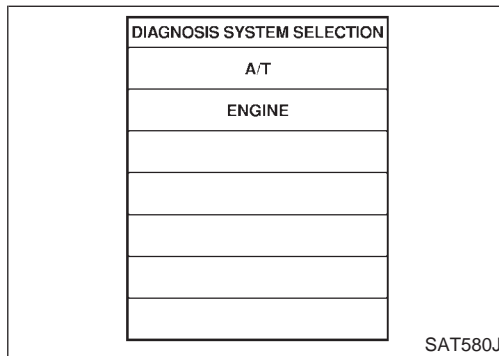 DIAGNOSIS SYSTEM SELECTION
A/T
ENGINE
SAT580J